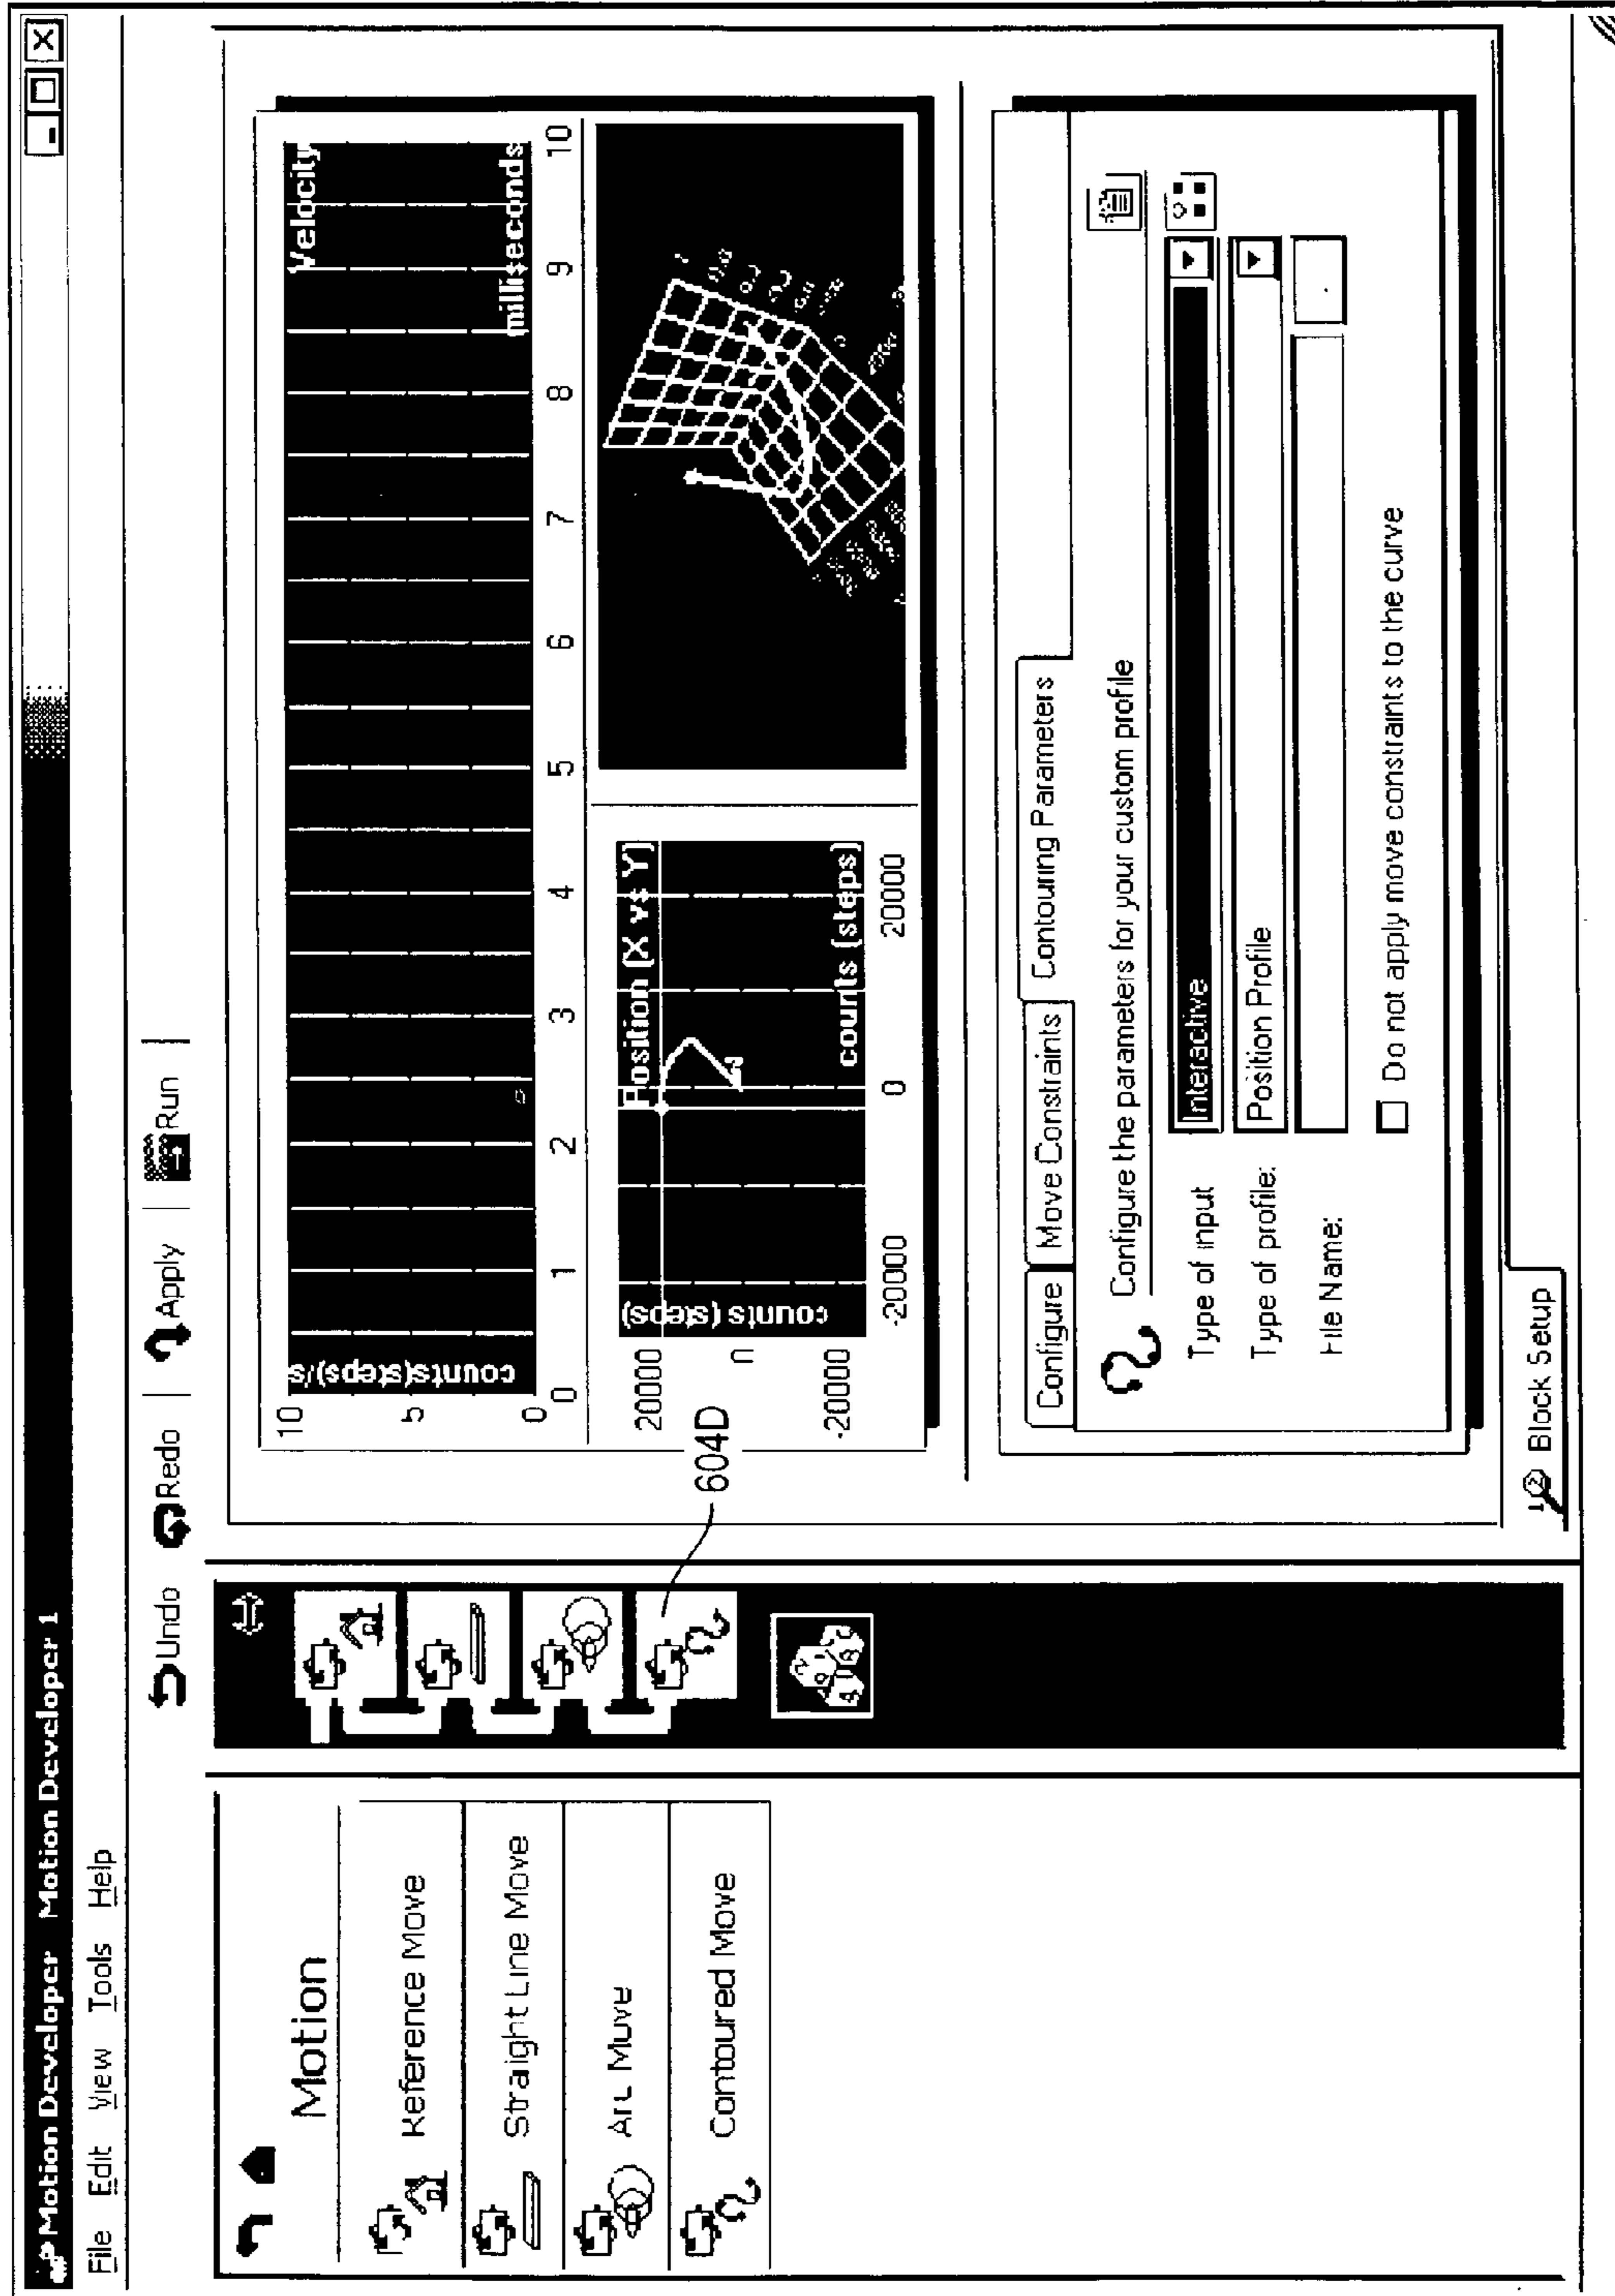 Motion Developer Motion Developer 1
File Edit View Tools Help
Undo Redo Apply Run
Motion
Reference Move
Straight Line Move
Arc Move
Contoured Move
604D
10
5
0
counts(steps)/s
Velocity
milliseconds
0 1 2 3 4 5 6 7 8 9 10
20000
0
-20000
counts (steps)
Position (X vs Y)
counts (steps)
-20000 0 20000
Configure Move Constraints Contouring Parameters
Configure the parameters for your custom profile
Type of input Interactive
Type of profile: Position Profile
File Name:
Do not apply move constraints to the curve
Block Setup